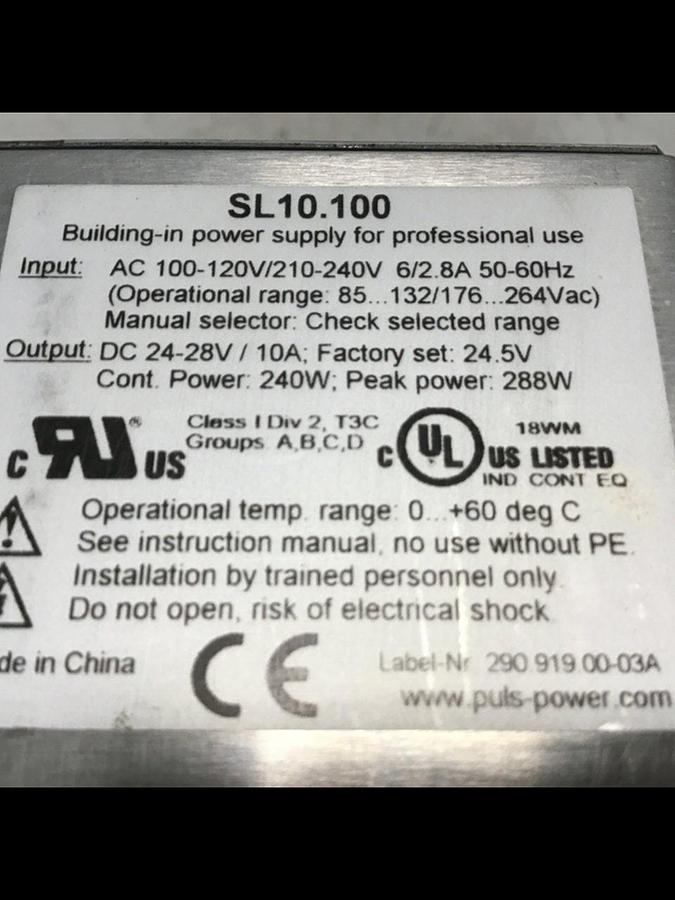 SL10.100
Building-in power supply for professional use
Input: AC 100-120V/210-240V 6/2.8A 50-60Hz
(Operational range: 85...132/176...264Vac)
Manual selector: Check selected range
Output: DC 24-28V / 10A; Factory set: 24.5V
Cont. Power: 240W; Peak power: 288W
C RU ® US Class I Div 2, T3C
Groups A,B,C,D
C UL US LISTED 18WM
IND CONT EQ
Operational temp. range: 0...+60 deg C
See instruction manual, no use without PE.
Installation by trained personnel only.
Do not open, risk of electrical shock.
de in China CE Label-Nr 290 919 00-03A
www.puls-power.com